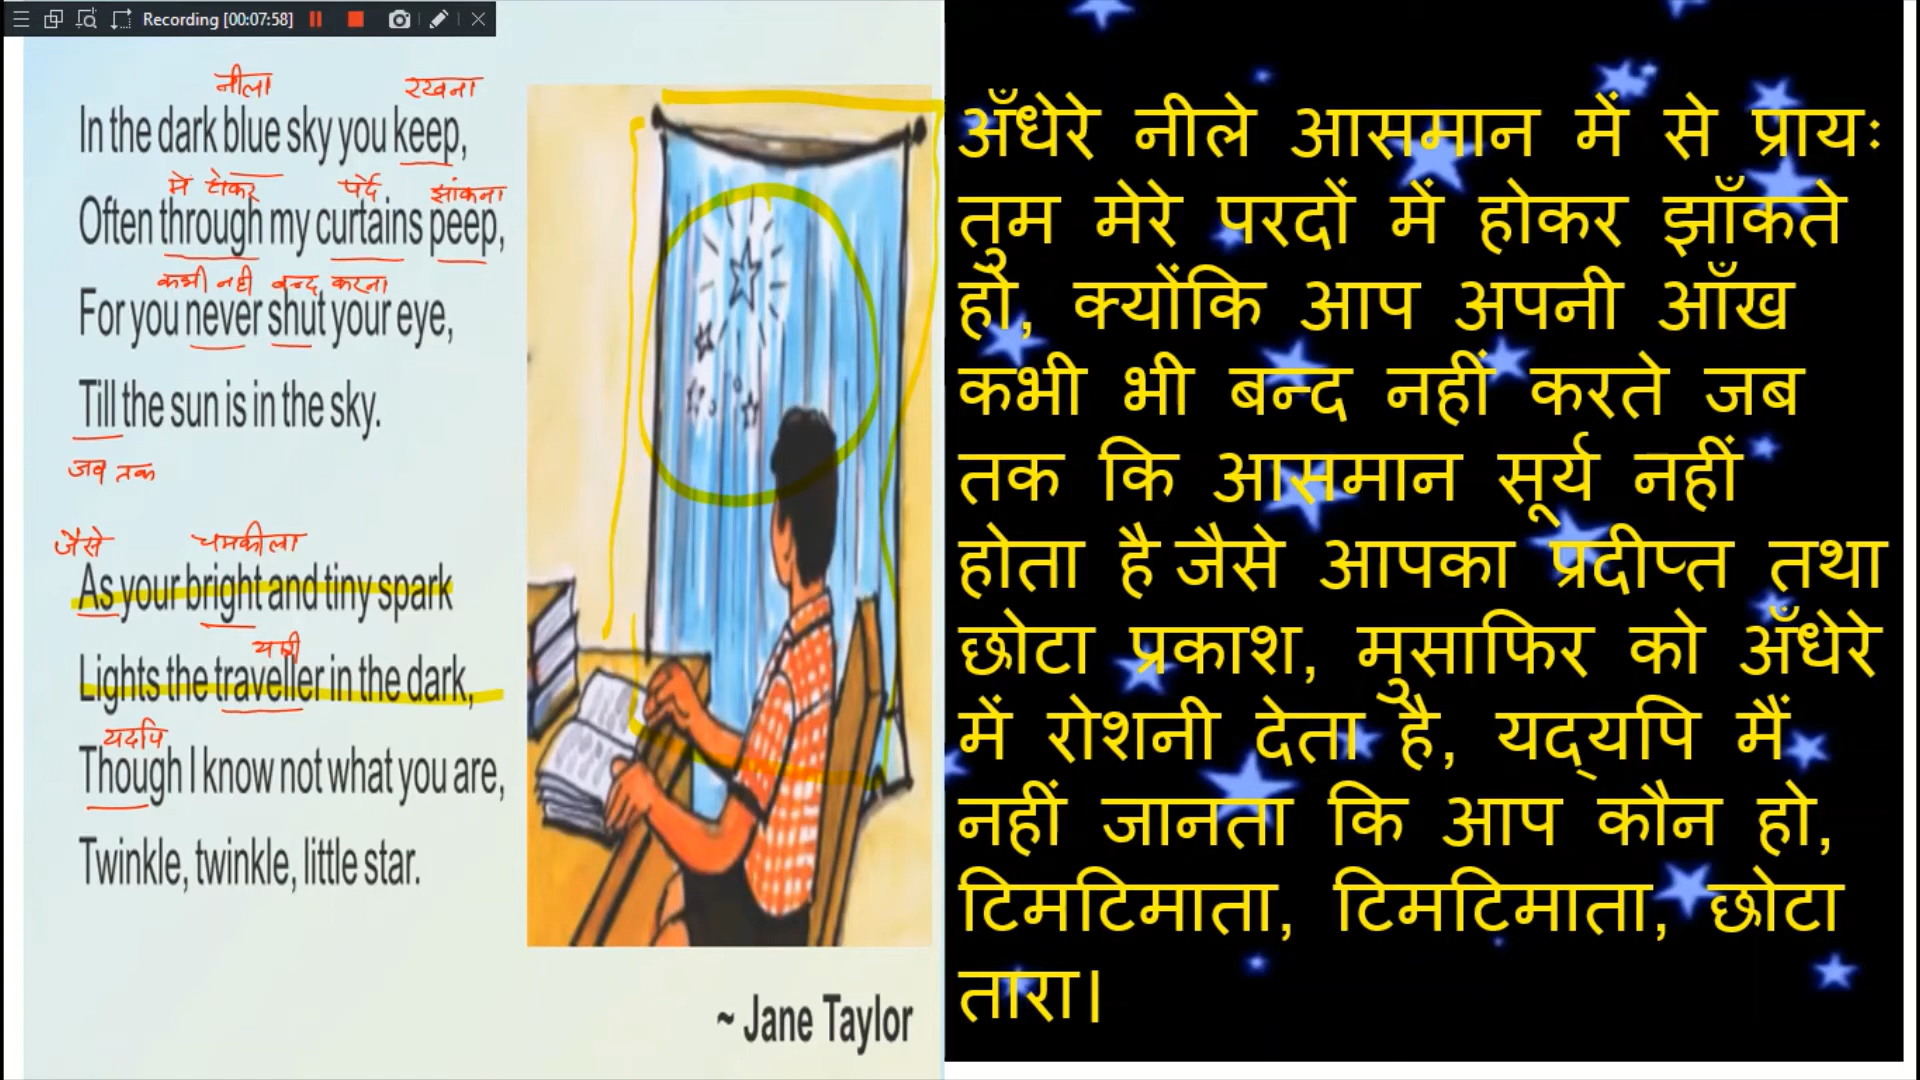 Recording [00:07:58]
नीला रखना
In the dark blue sky you keep,
में होकर पर्दे झांकना
Often through my curtains peep,
कभी नही बन्द करना
For you never shut your eye,
Till the sun is in the sky.
जब तक
जैसे चमकीला
As your bright and tiny spark
यात्री
Lights the traveller in the dark,
यदपि
Though I know not what you are,
Twinkle, twinkle, little star.
~ Jane Taylor
अँधेरे नीले आसमान में से प्रायः
तुम मेरे परदों में होकर झाँकते
हो, क्योंकि आप अपनी आँख
कभी भी बन्द नहीं करते जब
तक कि आसमान सूर्य नहीं
होता है जैसे आपका प्रदीप्त तथा
छोटा प्रकाश, मुसाफिर को अँधेरे
में रोशनी देता है, यद्यपि मैं
नहीं जानता कि आप कौन हो,
टिमटिमाता, टिमटिमाता, छोटा
तारा।